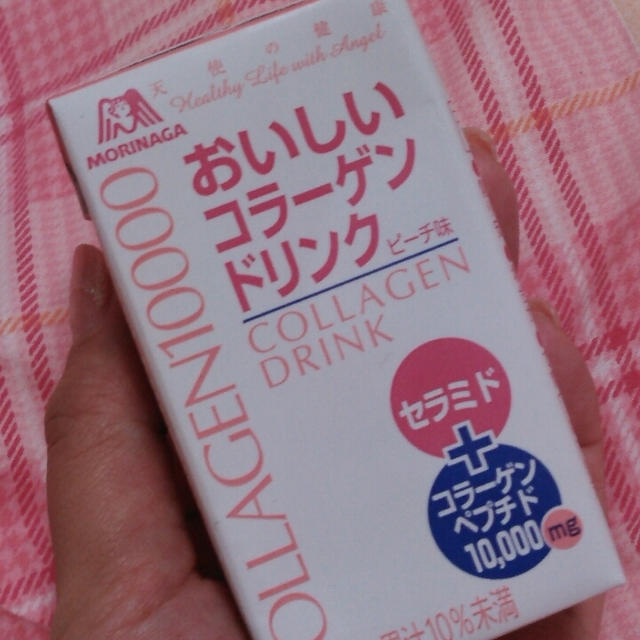 天使の健康
Healthy Life with Angel
MORINAGA
おいしい
コラーゲン
ドリンク ピーチ味
COLLAGEN
DRINK
OLLAGEN10000
セラミド
+
コラーゲン
ペプチド
10,000mg
果汁10%未満